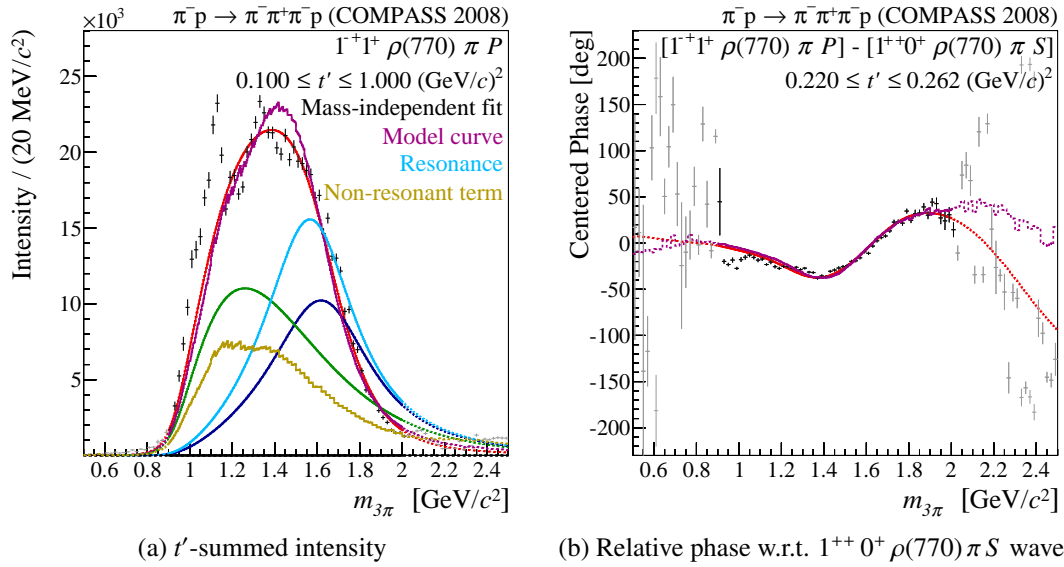 π⁻p → π⁻π⁺π⁻p (COMPASS 2008)
×10³
1⁻⁺1⁺ ρ(770) π P
0.100 ≤ t′ ≤ 1.000 (GeV/c)²
Mass-independent fit
Model curve
Resonance
Non-resonant term
Intensity / (20 MeV/c²)
25
20
15
10
5
0.6 0.8 1 1.2 1.4 1.6 1.8 2 2.2 2.4
m₃π [GeV/c²]
(a) t′-summed intensity
π⁻p → π⁻π⁺π⁻p (COMPASS 2008)
[1⁻⁺1⁺ ρ(770) π P] - [1⁺⁺0⁺ ρ(770) π S]
0.220 ≤ t′ ≤ 0.262 (GeV/c)²
Centered Phase [deg]
200
150
100
50
0
-50
-100
-150
-200
0.6 0.8 1 1.2 1.4 1.6 1.8 2 2.2 2.4
m₃π [GeV/c²]
(b) Relative phase w.r.t. 1⁺⁺ 0⁺ ρ(770) π S wave